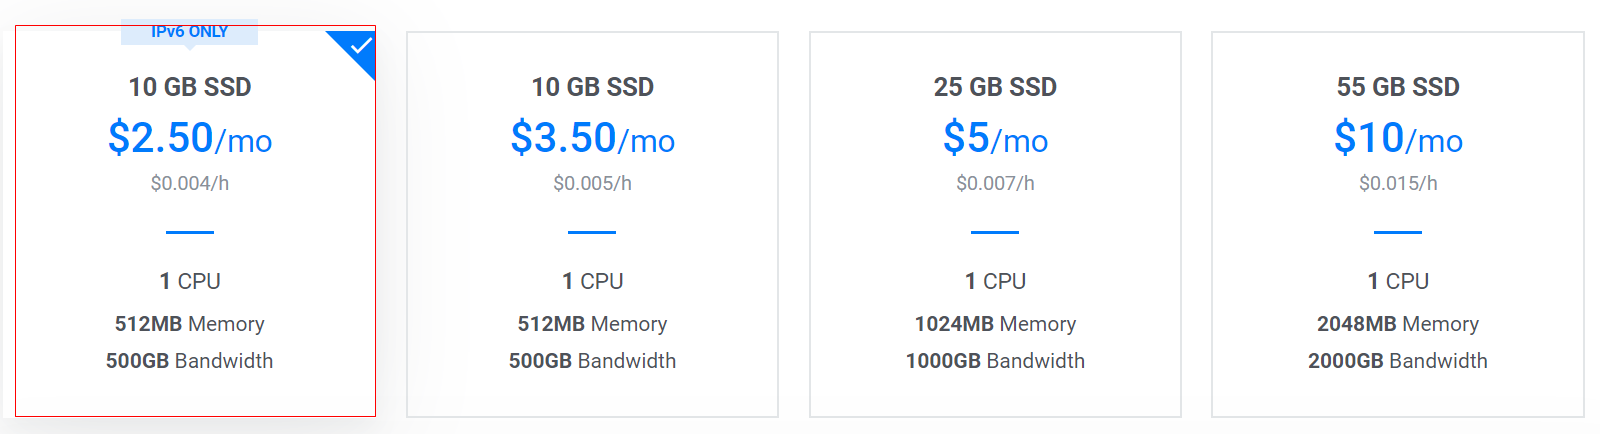 IPv6 ONLY
10 GB SSD
$2.50/mo
$0.004/h
1 CPU
512MB Memory
500GB Bandwidth
10 GB SSD
$3.50/mo
$0.005/h
1 CPU
512MB Memory
500GB Bandwidth
25 GB SSD
$5/mo
$0.007/h
1 CPU
1024MB Memory
1000GB Bandwidth
55 GB SSD
$10/mo
$0.015/h
1 CPU
2048MB Memory
2000GB Bandwidth